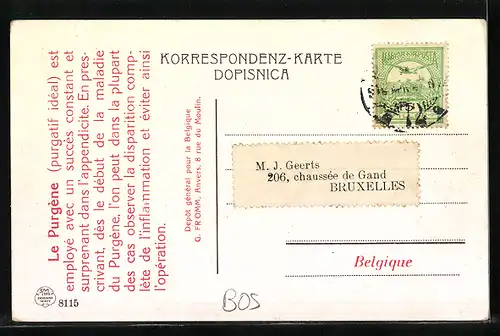 Le Purgène (purgatif idéal) est
employé avec un succès constant et
surprenant dans l'appendicite. En pres-
crivant, dès le début de la maladie
du Purgène, l'on peut dans la plupart
des cas observer la disparition comp-
lète de l'inflammation et éviter ainsi
l'opération.
8115
Depôt général pour la Belgique
G. FROMM, Anvers, 8 rue du Moulin.
KORRESPONDENZ-KARTE
DOPISNICA
M. J. Geerts
206, chaussée de Gand
BRUXELLES
Belgique
BOS